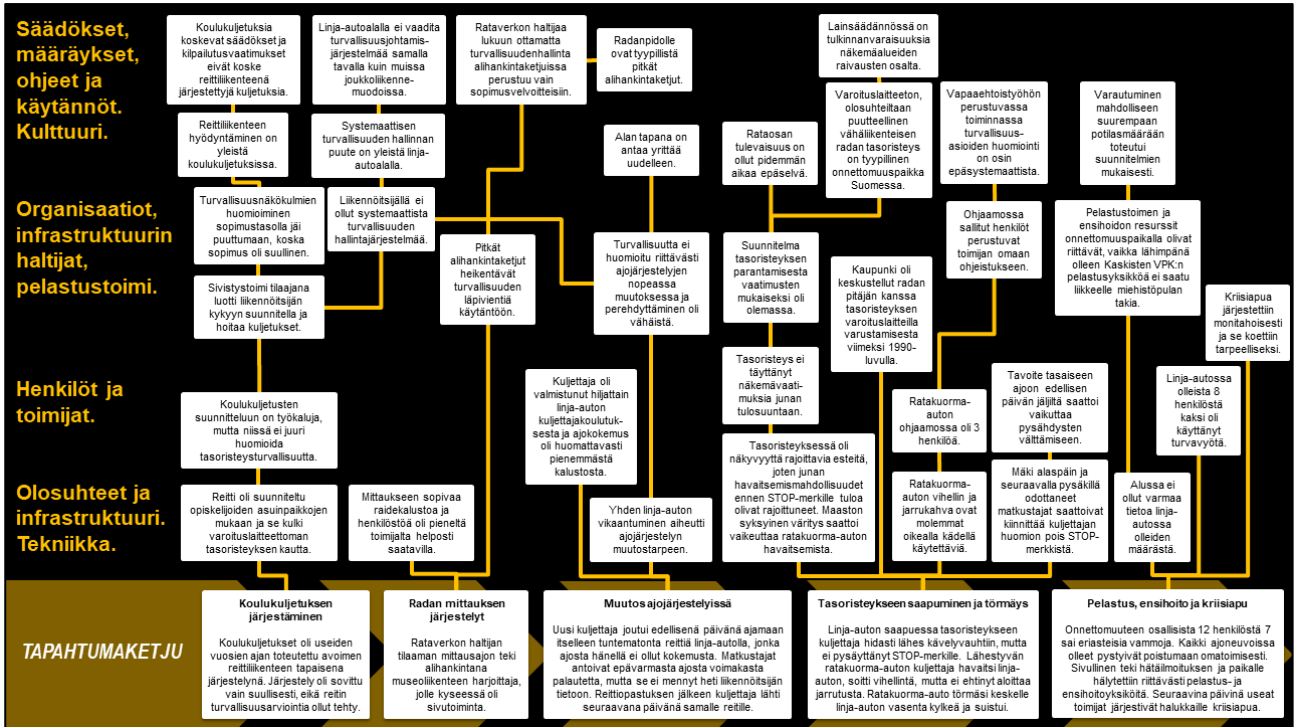 Säädökset,
määräykset,
ohjeet ja
käytännöt.
Kulttuuri.
Koulukuljetuksia
koskevat säädökset ja
kilpailutusvaatimukset
eivät koske
reittiliikenteenä
järjestettyjä kuljetuksia.
Linja-autoalalla ei vaadita
turvallisuusjohtamis-
järjestelmää samalla
tavalla kuin muissa
joukkoliikenne-
muodoissa.
Rataverkon haltijaa
lukuun ottamatta
turvallisuudenhallinta
alihankintaketjuissa
perustuu vain
sopimusvelvoitteisiin.
Radanpidolle
ovat tyypillistä
pitkät
alihankintaketjut.
Lainsäädännössä on
tulkinnanvaraisuuksia
näkemäalueiden
raivausten osalta.
Reittiliikenteen
hyödyntäminen on
yleistä
koulukuljetuksissa.
Systemaattisen
turvallisuuden hallinnan
puute on yleistä linja-
autoalalla.
Alan tapana on
antaa yrittää
uudelleen.
Rataosan
tulevaisuus on
ollut pidemmän
aikaa epäselvä.
Varoituslaitteeton,
olosuhteiltaan
puutteellinen
vähäliikenteisen
radan tasoristeys
on tyypillinen
onnettomuuspaikka
Suomessa.
Vapaaehtoistyöhön
perustuvassa
toiminnassa
turvallisuus-
asioiden huomiointi
on osin
epäsystemaattista.
Varautuminen
mahdolliseen
suurempaan
potilasmäärään
toteutui
suunnitelmien
mukaisesti.
Organisaatiot,
infrastruktuurin
haltijat,
pelastustoimi.
Turvallisuusnäkökulmien
huomioiminen
sopimustasolla jäi
puuttumaan, koska
sopimus oli suullinen.
Liikennöitsijällä ei
ollut systemaattista
turvallisuuden
hallintajärjestelmää.
Sivistystoimi tilaajana
luotti liikennöitsijän
kykyyn suunnitella ja
hoitaa kuljetukset.
Pitkät
alihankintaketjut
heikentävät
turvallisuuden
läpivientiä
käytäntöön.
Turvallisuutta ei
huomioitu riittävästi
ajojärjestelyjen
nopeassa
muutoksessa ja
perehdyttäminen oli
vähäistä.
Suunnitelma
tasoristeyksen
parantamisesta
vaatimusten
mukaiseksi oli
olemassa.
Kaupunki oli
keskustellut radan
pitäjän kanssa
tasoristeyksen
varoituslaitteilla
varustamisesta
viimeksi 1990-
luvulla.
Ohjaamossa
sallitut henkilöt
perustuvat
toimijan omaan
ohjeistukseen.
Pelastustoimen ja
ensihoidon resurssit
onnettomuuspaikalla olivat
riittävät, vaikka lähimpänä
olleen Kaskisten VPK:n
pelastusyksikköä ei saatu
liikkeelle miehistöpulan
takia.
Kriisiapua
järjestettiin
monitahoisesti
ja se koettiin
tarpeelliseksi.
Henkilöt ja
toimijat.
Koulukuljetusten
suunnitteluun on työkaluja,
mutta niissä ei juuri
huomioida
tasoristeysturvallisuutta.
Kuljettaja oli
valmistunut hiljattain
linja-auton
kuljettajakoulutuk-
sesta ja ajokokemus
oli huomattavasti
pienemmästä
kalustosta.
Tasoristeys ei
täyttänyt
näkemävaati-
muksia junan
tulosuuntaan.
Ratakuorma-
auton
ohjaamossa
oli 3
henkilöä.
Tavoite tasaiseen
ajoon edellisen
päivän jäljiltä saattoi
vaikuttaa
pysähdysten
välttämiseen.
Linja-autossa
olleista 8
henkilöstä
kaksi oli
käyttänyt
turvavyötä.
Olosuhteet ja
infrastruktuuri.
Tekniikka.
Reitti oli suunniteltu
opiskelijoiden asuinpaikkojen
mukaan ja se kulki
varoituslaitteettoman
tasoristeyksen kautta.
Mittaukseen sopivaa
raidekalustoa ja
henkilöstöä oli pieneltä
toimijalta helposti
saatavilla.
Yhden linja-auton
vikaantuminen aiheutti
ajojärjestelyn
muutostarpeen.
Tasoristeyksessä oli
näkyvyyttä rajoittavia esteitä,
joten junan
havaitsemismahdollisuudet
ennen STOP-merkille tuloa
olivat rajoittuneet. Maaston
syksyinen väritys saattoi
vaikeuttaa ratakuorma-auton
havaitsemista.
Ratakuorma-
auton vihellin ja
jarrukahva ovat
molemmat
oikealla kädellä
käytettäviä.
Mäki alaspäin ja
seuraavalla pysäkillä
odottaneet
matkustajat saattoivat
kiinnittää kuljettajan
huomion pois STOP-
merkkistä.
Alussa ei
ollut varmaa
tietoa linja-
autossa
olleiden
määrästä.
TAPAHTUMAKETJU
Koulukuljetuksen
järjestäminen
Koulukuljetukset oli useiden
vuosien ajan toteutettu avoimen
reittiliikenteen tapaisena
järjestelynä. Järjestely oli sovittu
vain suullisesti, eikä reitin
turvallisuusarviointia ollut tehty.
Radan mittauksen
järjestelyt
Rataverkon haltijan
tilaaman mittausajon teki
alihankintana
museoliikenteen harjoittaja,
jolle kyseessä oli
sivutoiminta.
Muutos ajojärjestelyissä
Uusi kuljettaja joutui edellisenä päivänä ajamaan
itselleen tuntematonta reittiä linja-autolla, jonka
ajosta hänellä ei ollut kokemusta. Matkustajat
antoivat epävarmasta ajosta voimakasta
palautetta, mutta se ei mennyt heti liikennöitsijän
tietoon. Reittiopastuksen jälkeen kuljettaja lähti
seuraavana päivänä samalle reitille.
Tasoristeykseen saapuminen ja törmäys
Linja-auton saapuessa tasoristeykseen
kuljettaja hidasti lähes kävelyvauhtiin, mutta
ei pysäyttänyt STOP-merkille. Lähestyvän
ratakuorma-auton kuljettaja havaitsi linja-
auton, soitti vihellintä, mutta ei ehtinyt aloittaa
jarrutusta. Ratakuorma-auto törmäsi keskelle
linja-auton vasenta kylkeä ja suistui.
Pelastus, ensihoito ja kriisiapu
Onnettomuuteen osallisista 12 henkilöstä 7
sai eriasteisia vammoja. Kaikki ajoneuvoissa
olleet pystyivät poistumaan omatoimisesti.
Sivullinen teki hätäilmoituksen ja paikalle
hälytettiin riittävästi pelastus- ja
ensihoitoyksiköitä. Seuraavina päivinä useat
toimijat järjestivät halukkaille kriisiapua.